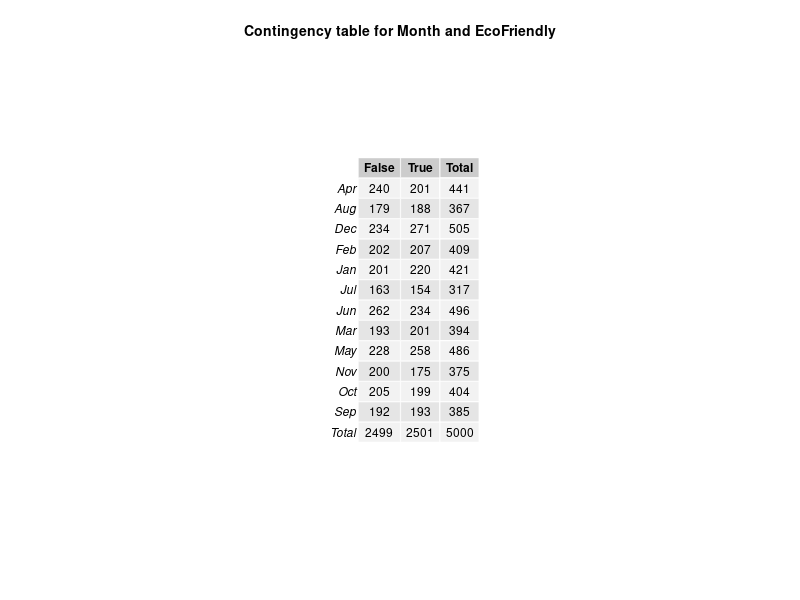 Contingency table for Month and EcoFriendly
False True Total
Apr 240 201 441
Aug 179 188 367
Dec 234 271 505
Feb 202 207 409
Jan 201 220 421
Jul 163 154 317
Jun 262 234 496
Mar 193 201 394
May 228 258 486
Nov 200 175 375
Oct 205 199 404
Sep 192 193 385
Total 2499 2501 5000